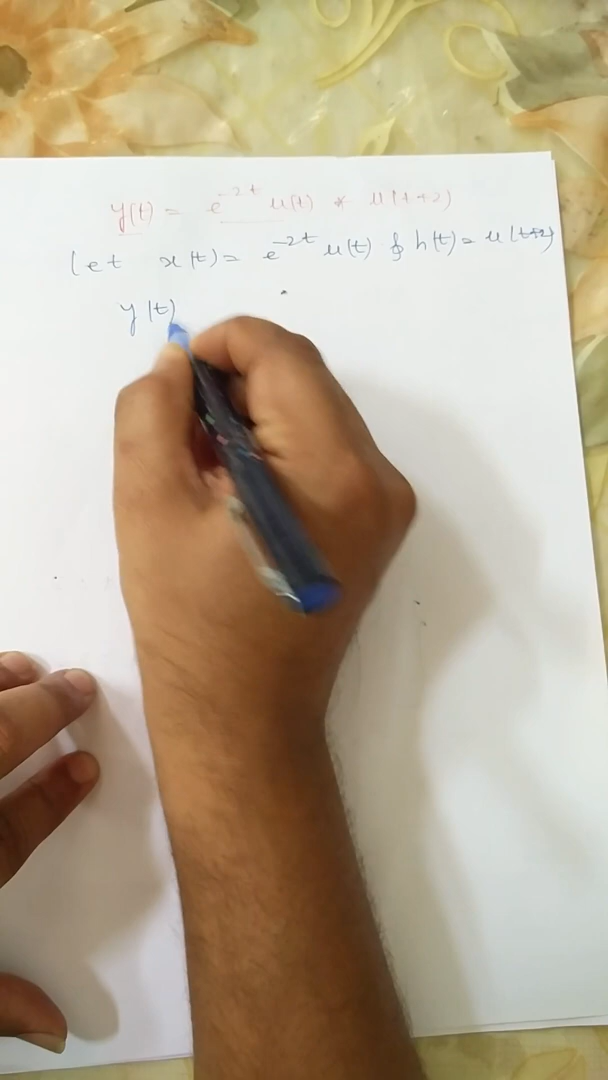 y(t) = e^-2t u(t) * u(t+2)
let x(t) = e^-2t u(t) & h(t) = u(t+2)
y(t)